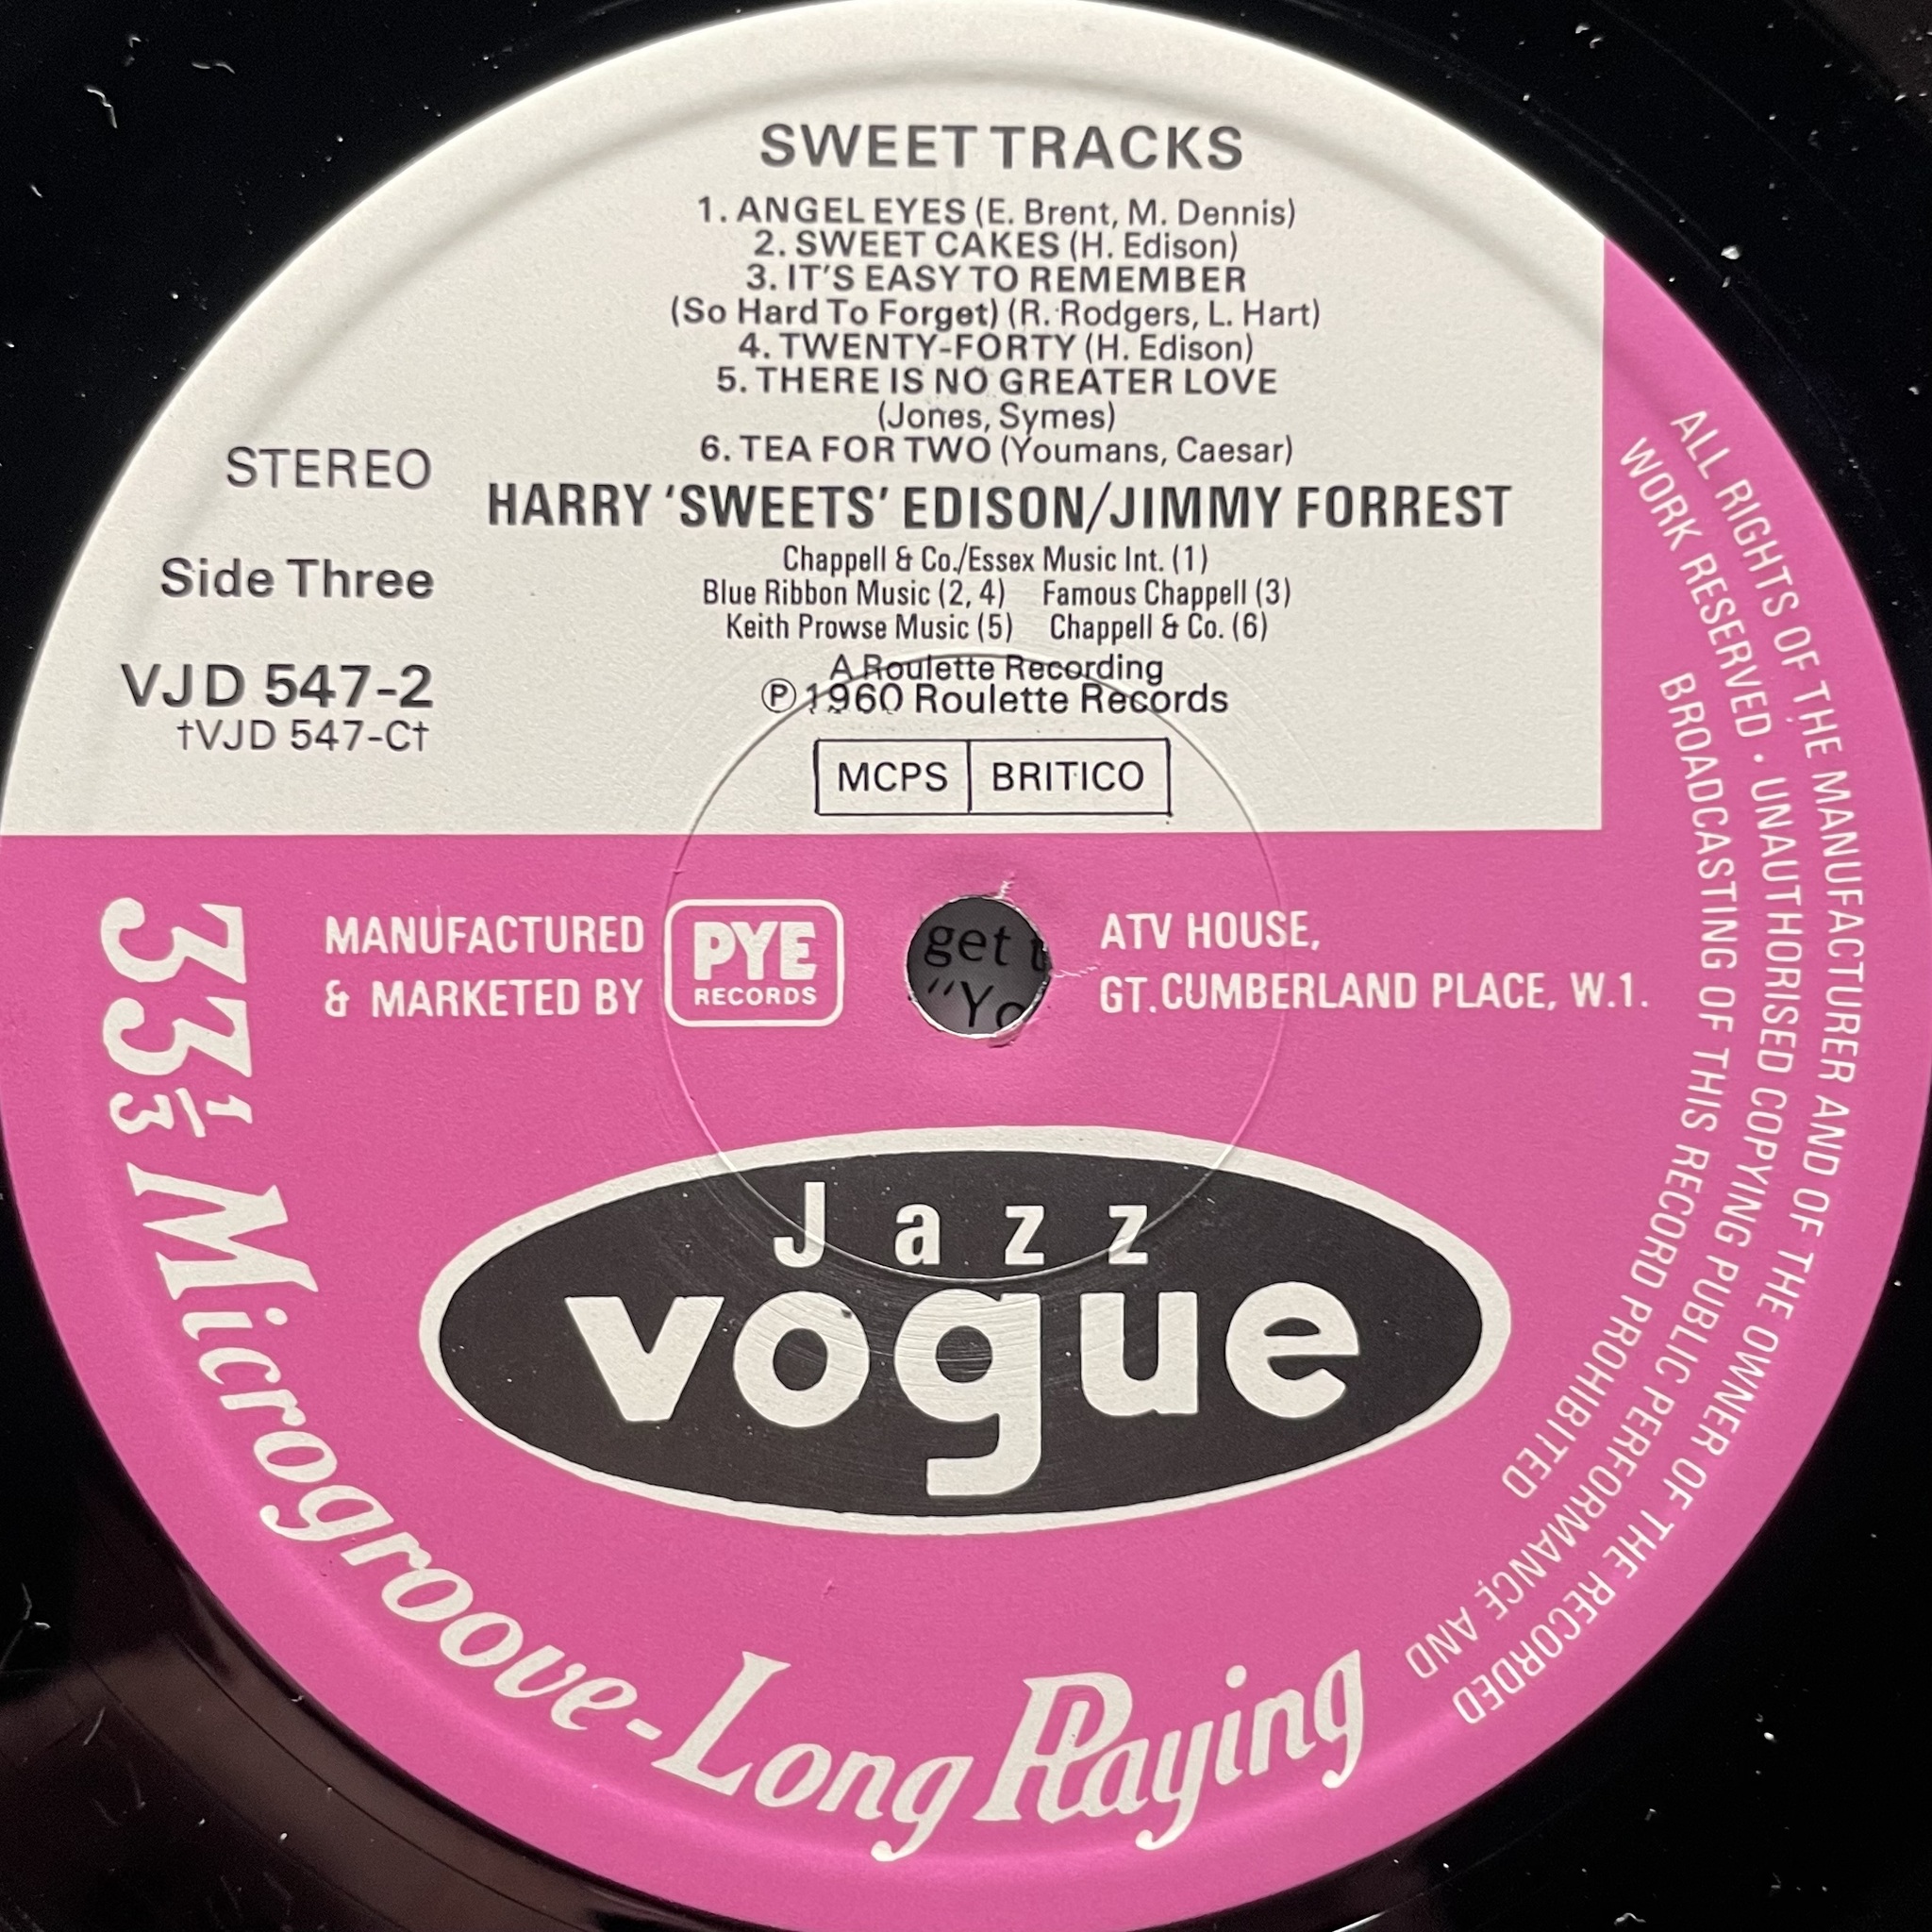 SWEET TRACKS
1. ANGEL EYES (E. Brent, M. Dennis)
2. SWEET CAKES (H. Edison)
3. IT'S EASY TO REMEMBER
(So Hard To Forget) (R. Rodgers, L. Hart)
4. TWENTY-FORTY (H. Edison)
5. THERE IS NO GREATER LOVE
(Jones, Symes)
6. TEA FOR TWO (Youmans, Caesar)
HARRY 'SWEETS' EDISON/JIMMY FORREST
STEREO
Side Three
VJD 547-2
†VJD 547-C†
Chappell & Co./Essex Music Int. (1)
Blue Ribbon Music (2, 4) Famous Chappell (3)
Keith Prowse Music (5) Chappell & Co. (6)
A Roulette Recording
Ⓟ 1960 Roulette Records
MCPS BRITICO
MANUFACTURED
& MARKETED BY
PYE
RECORDS
get
"Yo
ATV HOUSE,
GT. CUMBERLAND PLACE, W.1.
Jazz
vogue
33 1/3 Microgroove-Long Playing
ALL RIGHTS OF THE MANUFACTURER AND OF THE OWNER OF THE RECORDED
WORK RESERVED · UNAUTHORISED COPYING PUBLIC PERFORMANCE AND
BROADCASTING OF THIS RECORD PROHIBITED